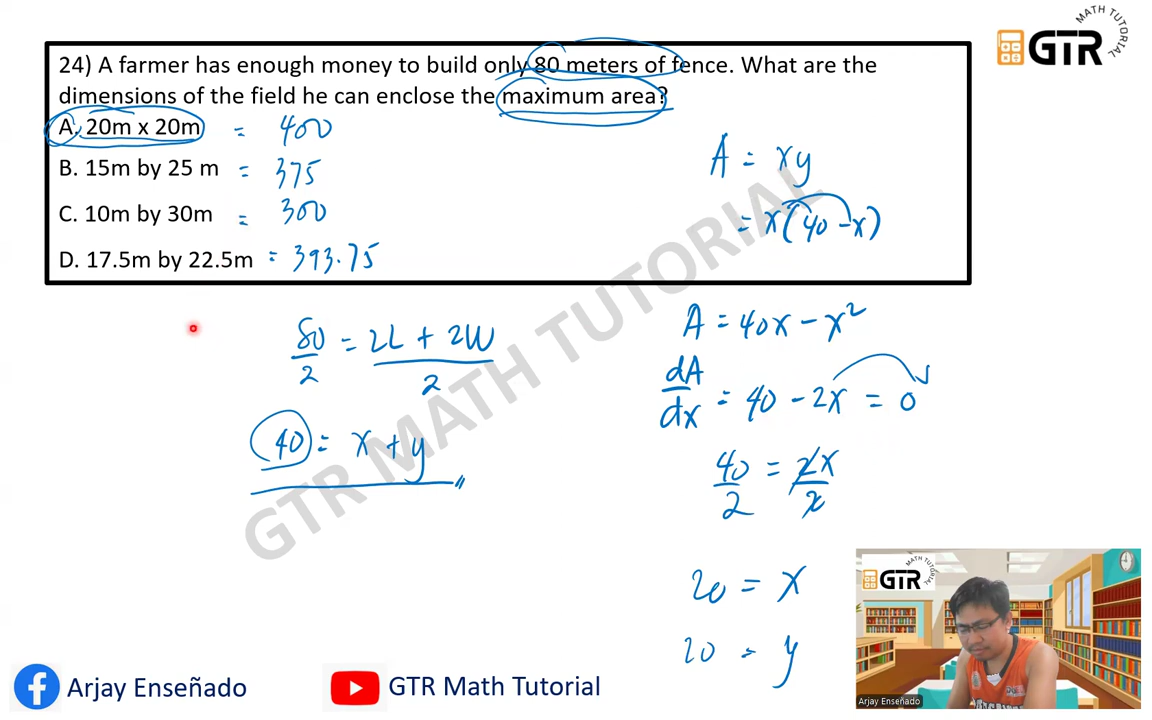 MATH TUTORIAL
GTR
24) A farmer has enough money to build only 80 meters of fence. What are the
dimensions of the field he can enclose the maximum area?
A. 20m x 20m = 400
B. 15m by 25 m = 375
C. 10m by 30m = 300
D. 17.5m by 22.5m = 393.75
A = xy
= x(40 - x)
80/2 = 2L + 2W/2
40 = x + y
A = 40x - x²
dA/dx = 40 - 2x = 0
40/2 = 2x/2
20 = x
20 = y
GTR MATH TUTORIAL
MATH TUTORIAL
GTR
Arjay Enseñado
Arjay Enseñado
GTR Math Tutorial